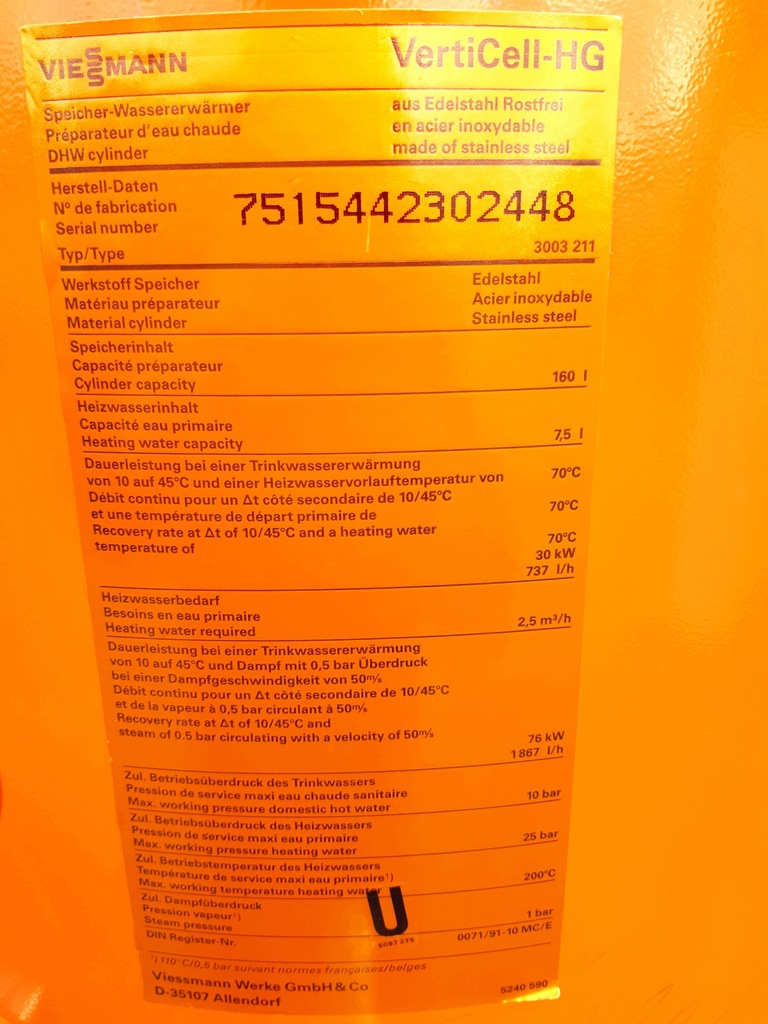 VIESSMANN VertiCell-HG
Speicher-Wassererwärmer aus Edelstahl Rostfrei
Préparateur d'eau chaude en acier inoxydable
DHW cylinder made of stainless steel
Herstell-Daten
Nº de fabrication 7515442302448
Serial number
Typ/Type 3003 211
Werkstoff Speicher Edelstahl
Matériau préparateur Acier inoxydable
Material cylinder Stainless steel
Speicherinhalt
Capacité préparateur
Cylinder capacity 160 l
Heizwasserinhalt
Capacité eau primaire
Heating water capacity 7,5 l
Dauerleistung bei einer Trinkwassererwärmung
von 10 auf 45°C und einer Heizwasservorlauftemperatur von 70°C
Débit continu pour un Δt côté secondaire de 10/45°C
et une température de départ primaire de 70°C
Recovery rate at Δt of 10/45°C and a heating water
temperature of 70°C
30 kW
737 l/h
Heizwasserbedarf
Besoins en eau primaire
Heating water required 2,5 m³/h
Dauerleistung bei einer Trinkwassererwärmung
von 10 auf 45°C und Dampf mit 0,5 bar Überdruck
bei einer Dampfgeschwindigkeit von 50m/s
Débit continu pour un Δt côté secondaire de 10/45°C
et de la vapeur à 0,5 bar circulant à 50m/s
Recovery rate at Δt of 10/45°C and
steam of 0.5 bar circulating with a velocity of 50m/s
76 kW
1867 l/h
Zul. Betriebsüberdruck des Trinkwassers
Pression de service maxi eau chaude sanitaire
Max. working pressure domestic hot water 10 bar
Zul. Betriebsüberdruck des Heizwassers
Pression de service maxi eau primaire
Max. working pressure heating water 25 bar
Zul. Betriebstemperatur des Heizwassers
Température de service maxi eau primaire¹)
Max. working temperature heating water 200°C
Zul. Dampfüberdruck
Pression vapeur¹)
Steam pressure 1 bar
DIN Register-Nr. 0071/91-10 MC/E
U
5097 275
¹) 110°C/0,5 bar suivant normes françaises/belges
Viessmann Werke GmbH & Co
D-35107 Allendorf 5240 590